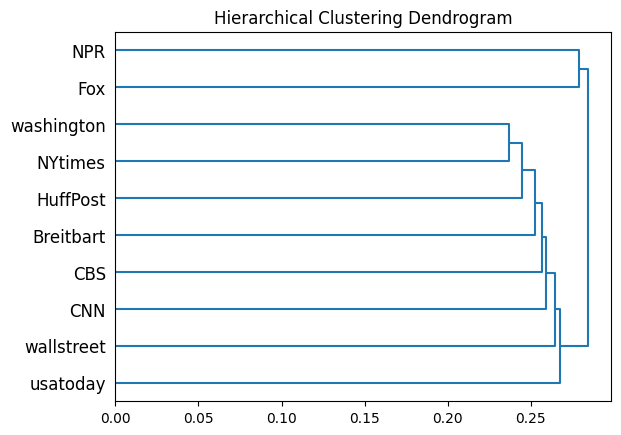 Hierarchical Clustering Dendrogram
NPR
Fox
washington
NYtimes
HuffPost
Breitbart
CBS
CNN
wallstreet
usatoday
0.00 0.05 0.10 0.15 0.20 0.25